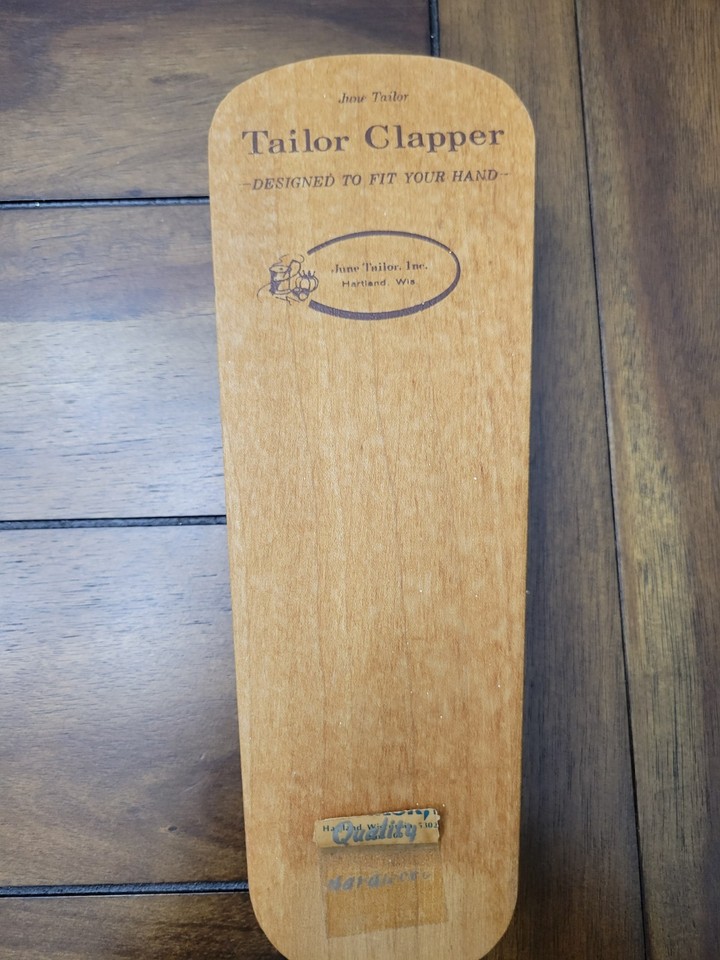 June Tailor
Tailor Clapper
-DESIGNED TO FIT YOUR HAND-
June Tailor, Inc.
Hartland, Wis.
Quality